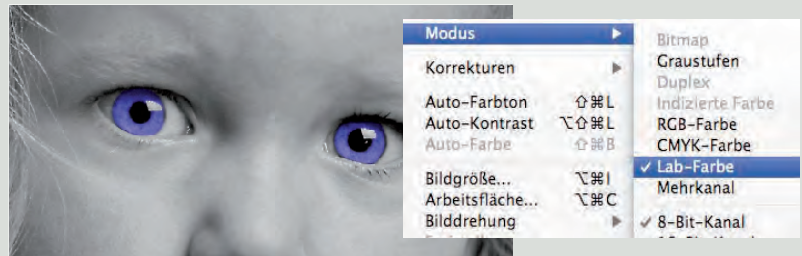 Modus
Korrekturen
Auto-Farbton ⇧⌘L
Auto-Kontrast ⌥⇧⌘L
Auto-Farbe ⇧⌘B
Bildgröße... ⌥⌘I
Arbeitsfläche... ⌥⌘C
Bilddrehung
Bitmap
Graustufen
Duplex
Indizierte Farbe
RGB-Farbe
CMYK-Farbe
✓ Lab-Farbe
Mehrkanal
✓ 8-Bit-Kanal